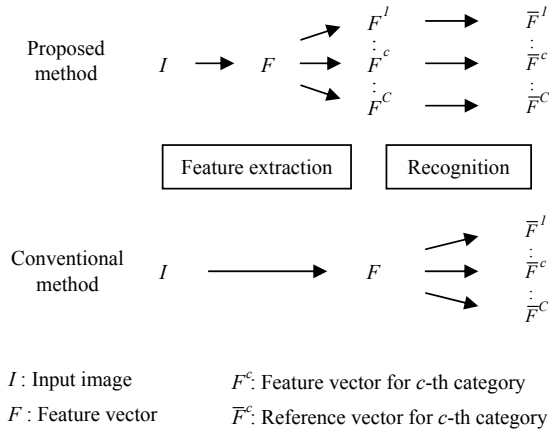 Proposed method
I F F^1 F̄^1
⋮ ⋮
F^c F̄^c
⋮ ⋮
F^C F̄^C
Feature extraction Recognition
Conventional method
I F F̄^1
⋮
F̄^c
⋮
F̄^C
I : Input image F^c: Feature vector for c-th category
F : Feature vector F̄^c: Reference vector for c-th category